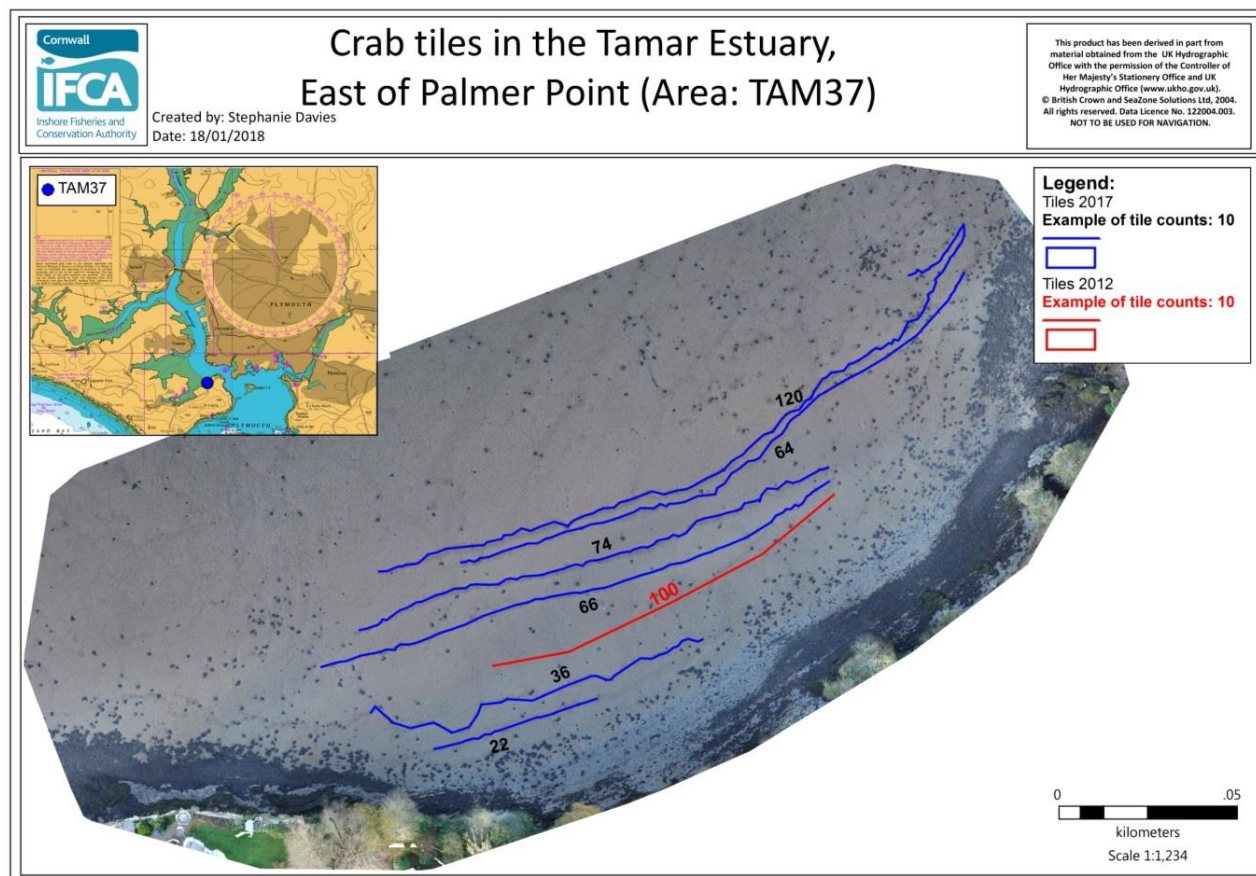 Cornwall
IFCA
Inshore Fisheries and
Conservation Authority
Crab tiles in the Tamar Estuary,
East of Palmer Point (Area: TAM37)
Created by: Stephanie Davies
Date: 18/01/2018
This product has been derived in part from
material obtained from the UK Hydrographic
Office with the permission of the Controller of
Her Majesty's Stationery Office and UK
Hydrographic Office (www.ukho.gov.uk).
© British Crown and SeaZone Solutions Ltd, 2004.
All rights reserved. Data Licence No. 122004.003.
NOT TO BE USED FOR NAVIGATION.
TAM37
PLYMOUTH
PLYMOUTH
Legend:
Tiles 2017
Example of tile counts: 10
Tiles 2012
Example of tile counts: 10
120
64
74
66
100
36
22
0
.05
kilometers
Scale 1:1,234